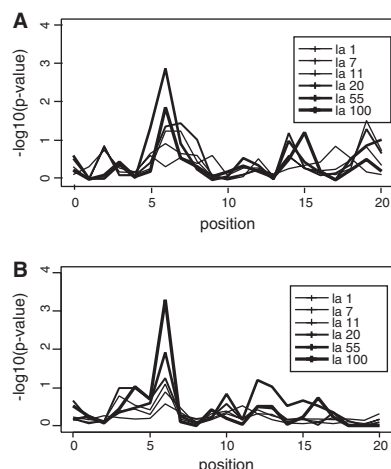 A
-log10(p-value)
4
3
2
1
0
la 1
la 7
la 11
la 20
la 55
la 100
0 5 10 15 20
position
B
-log10(p-value)
4
3
2
1
0
la 1
la 7
la 11
la 20
la 55
la 100
0 5 10 15 20
position